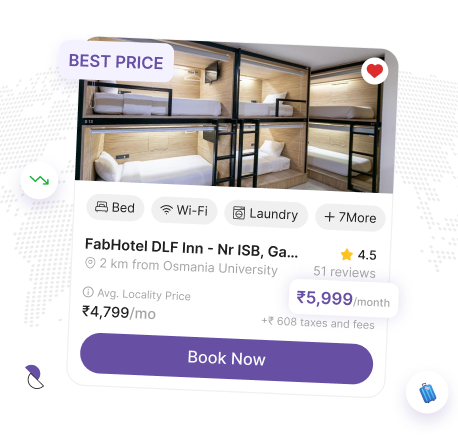 BEST PRICE
Bed
Wi-Fi
Laundry
+ 7More
FabHotel DLF Inn - Nr ISB, Ga...
4.5
2 km from Osmania University
51 reviews
Avg. Locality Price
₹5,999/month
₹4,799/mo
+₹ 608 taxes and fees
Book Now